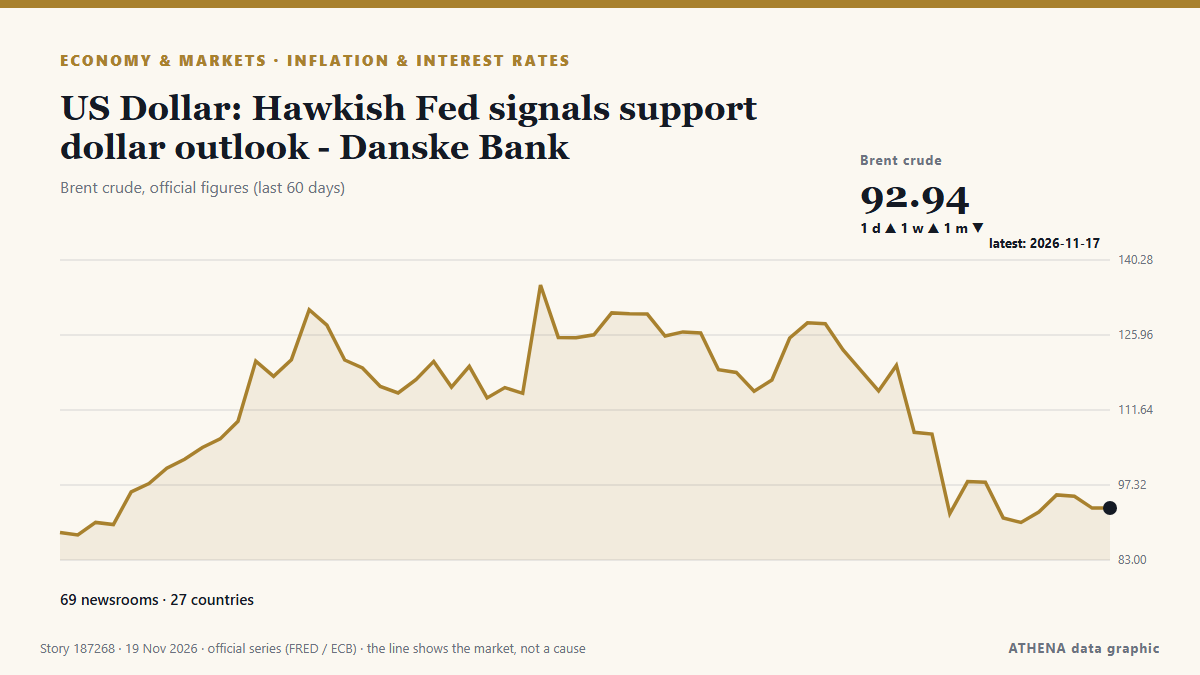 ECONOMY & MARKETS · INFLATION & INTEREST RATES
US Dollar: Hawkish Fed signals support
dollar outlook - Danske Bank
Brent crude, official figures (last 60 days)
Brent crude
92.94
1 d ▲ 1 w ▲ 1 m ▼
latest: 2026-11-17
140.28
125.96
111.64
97.32
83.00
69 newsrooms · 27 countries
Story 187268 · 19 Nov 2026 · official series (FRED / ECB) · the line shows the market, not a cause
ATHENA data graphic